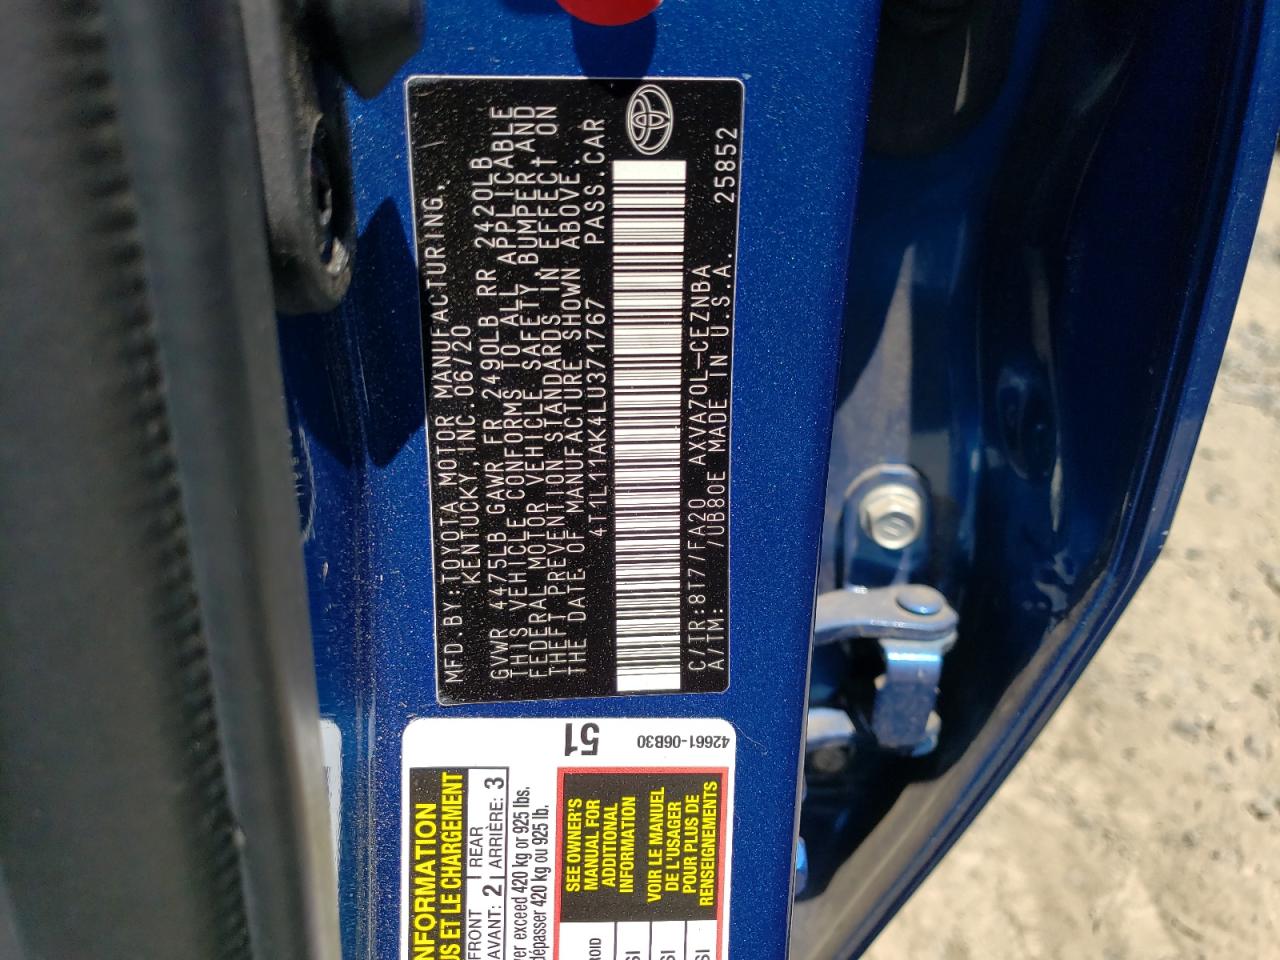 MFD.BY:TOYOTA MOTOR MANUFACTURING,
KENTUCKY,INC. 06/20
GVWR 4475LB GAWR FR 2490LB RR 2420LB
THIS VEHICLE CONFORMS TO ALL APPLICABLE
FEDERAL MOTOR VEHICLE SAFETY,BUMPER,AND
THEFT PREVENTION STANDARDS IN EFFECT ON
THE DATE OF MANUFACTURE SHOWN ABOVE.
4T1L11AK4LU371767 PASS.CAR
C/TR:8T7/FA20 AXVA70L-CEZNBA
A/TM: /UB80E MADE IN U.S.A. 25852
51
42661-06B30
FRONT 2 REAR 3
AVANT: ARRIÈRE:
exceed 420 kg or 925 lbs.
dépasser 420 kg ou 925 lb.
SEE OWNER'S
MANUAL FOR
ADDITIONAL
INFORMATION
VOIR LE MANUEL
DE L'USAGER
POUR PLUS DE
RENSEIGNEMENTS
ET LE CHARGEMENT